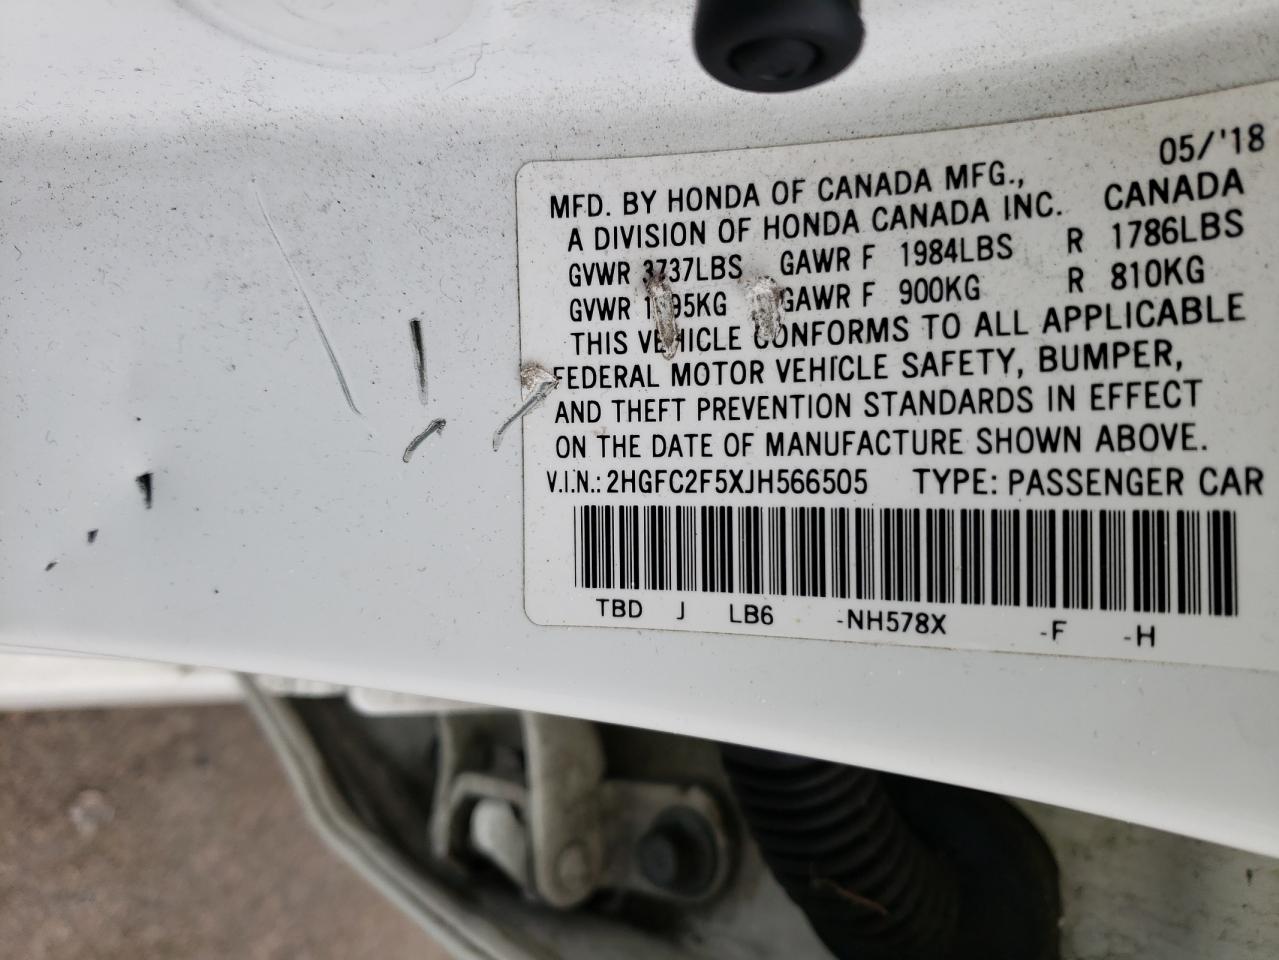 05/'18
MFD. BY HONDA OF CANADA MFG.,
A DIVISION OF HONDA CANADA INC. CANADA
GVWR 3737LBS GAWR F 1984LBS R 1786LBS
GVWR GAWR F 900KG R 810KG
THIS VEHICLE CONFORMS TO ALL APPLICABLE
FEDERAL MOTOR VEHICLE SAFETY, BUMPER,
AND THEFT PREVENTION STANDARDS IN EFFECT
ON THE DATE OF MANUFACTURE SHOWN ABOVE.
V.I.N.: 2HGFC2F5XJH566505 TYPE: PASSENGER CAR
TBD J LB6 -NH578X -F -H